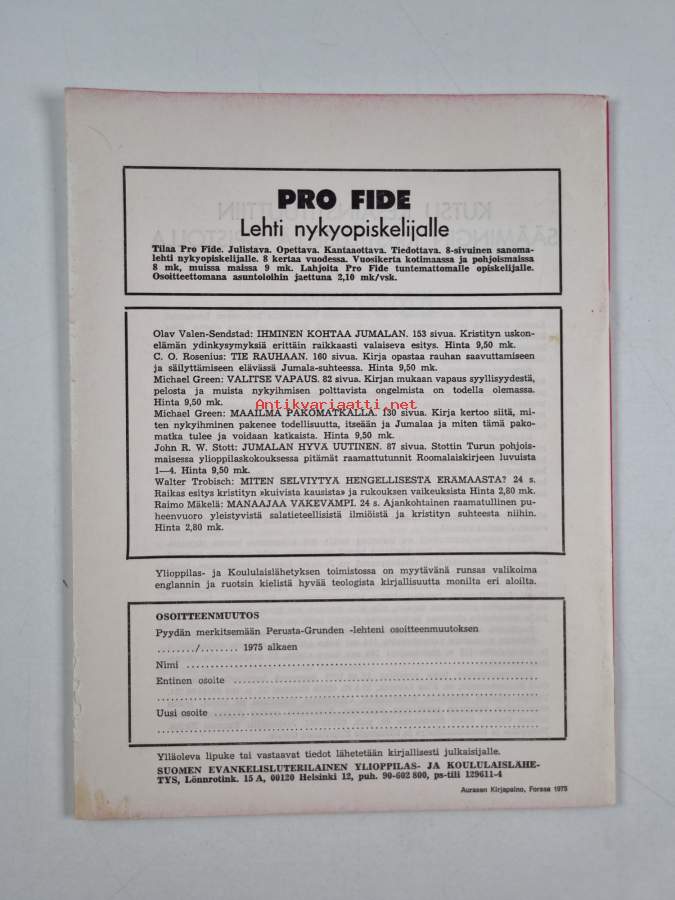 PRO FIDE
Lehti nykyopiskelijalle
Tilaa Pro Fide. Julistava. Opettava. Kantaaottava. Tiedottava. 8-sivuinen sanoma-
lehti nykyopiskelijalle. 8 kertaa vuodessa. Vuosikerta kotimaassa ja pohjoismaissa
8 mk, muissa maissa 9 mk. Lahjoita Pro Fide tuntemattomalle opiskelijalle.
Osoitteettomana asuntoloihin jaettuna 2,10 mk/vsk.
Olav Valen-Sendstad: IHMINEN KOHTAA JUMALAN. 153 sivua. Kristityn uskon-
elämän ydinkysymyksiä erittäin raikkaasti valaiseva esitys. Hinta 9,50 mk.
C. O. Rosenius: TIE RAUHAAN. 160 sivua. Kirja opastaa rauhan saavuttamiseen
ja säilyttämiseen elävässä Jumala-suhteessa. Hinta 9,50 mk.
Michael Green: VALITSE VAPAUS. 82 sivua. Kirjan mukaan vapaus syyllisyydestä,
pelosta ja muista nykyihmisen polttavista ongelmista on todella olemassa.
Hinta 9,50 mk.
Antikvariaatti.net
Michael Green: MAAILMA PAKOMATKALLA. 130 sivua. Kirja kertoo siitä, mi-
ten nykyihminen pakenee todellisuutta, itseään ja Jumalaa ja miten tämä pako-
matka tulee ja voidaan katkaista. Hinta 9,50 mk.
John R. W. Stott: JUMALAN HYVÄ UUTINEN. 87 sivua. Stottin Turun pohjois-
maisessa ylioppilaskokouksessa pitämät raamattutunnit Roomalaiskirjeen luvuista
1—4. Hinta 9,50 mk.
Walter Trobisch: MITEN SELVIYTYÄ HENGELLISESTÄ ERÄMAASTA? 24 s.
Raikas esitys kristityn »kuivista kausista» ja rukouksen vaikeuksista Hinta 2,80 mk.
Raimo Mäkelä: MANAAJAA VÄKEVÄMPI. 24 s. Ajankohtainen raamatullinen pu-
heenvuoro yleistyvistä salatieteellisistä ilmiöistä ja kristityn suhteesta niihin.
Hinta 2,80 mk.
Ylioppilas- ja Koululaislähetyksen toimistossa on myytävänä runsas valikoima
englannin ja ruotsin kielistä hyvää teologista kirjallisuutta monilta eri aloilta.
OSOITTEENMUUTOS
Pyydän merkitsemään Perusta-Grunden -lehteni osoitteenmuutoksen
......../........ 1975 alkaen
Nimi
Entinen osoite
Uusi osoite
Ylläoleva lipuke tai vastaavat tiedot lähetetään kirjallisesti julkaisijalle.
SUOMEN EVANKELISLUTERILAINEN YLIOPPILAS- JA KOULULAISLÄHE-
TYS, Lönnrotink. 15 A, 00120 Helsinki 12, puh. 90-602 800, ps-tili 129611-4
Aurasan Kirjapaino, Forssa 1975